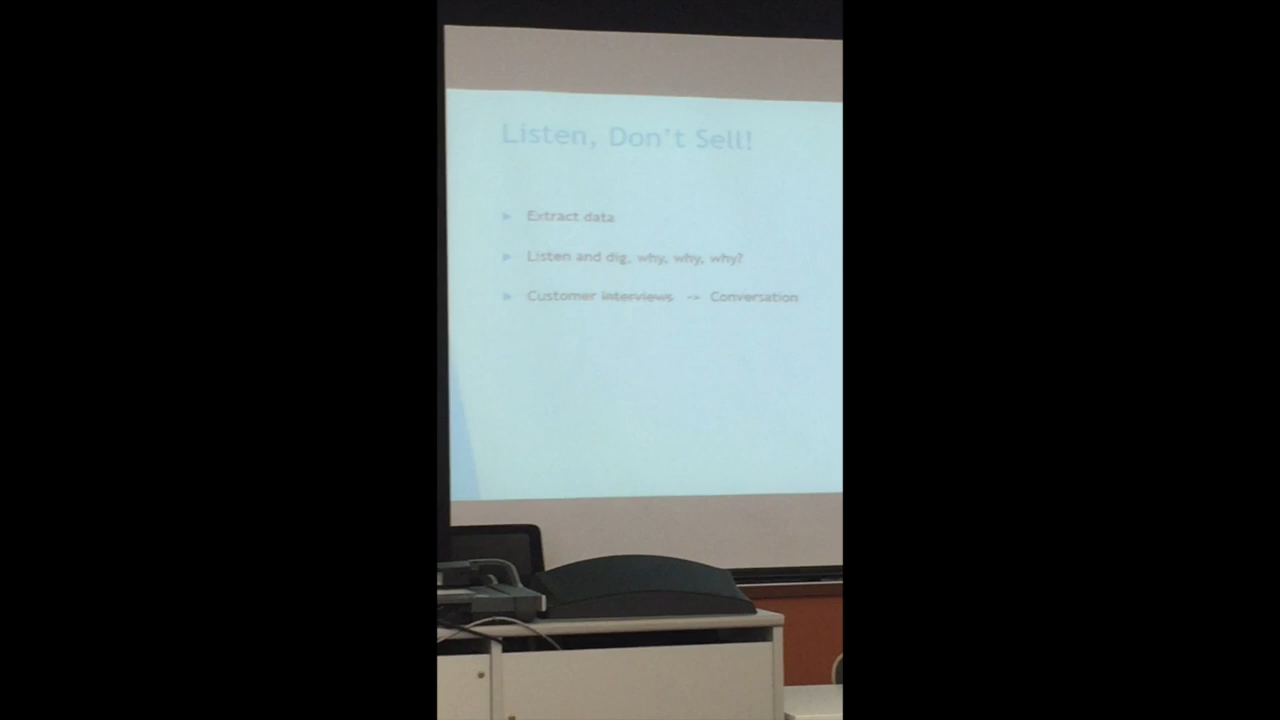 Listen, Don't Sell!
Extract data
Listen and dig, why, why, why?
Customer Interviews -> Conversation